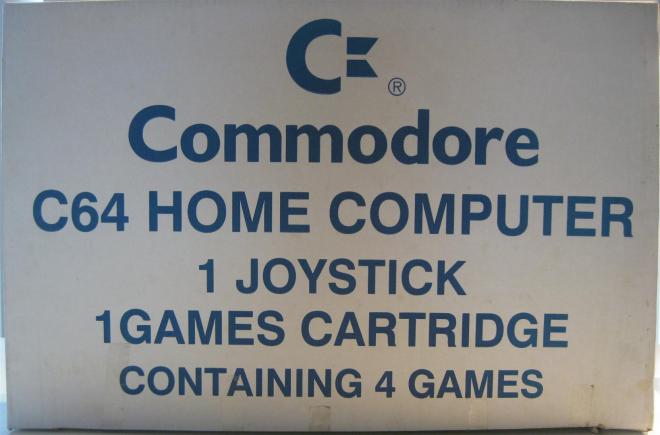 C
®
Commodore
C64 HOME COMPUTER
1 JOYSTICK
1GAMES CARTRIDGE
CONTAINING 4 GAMES